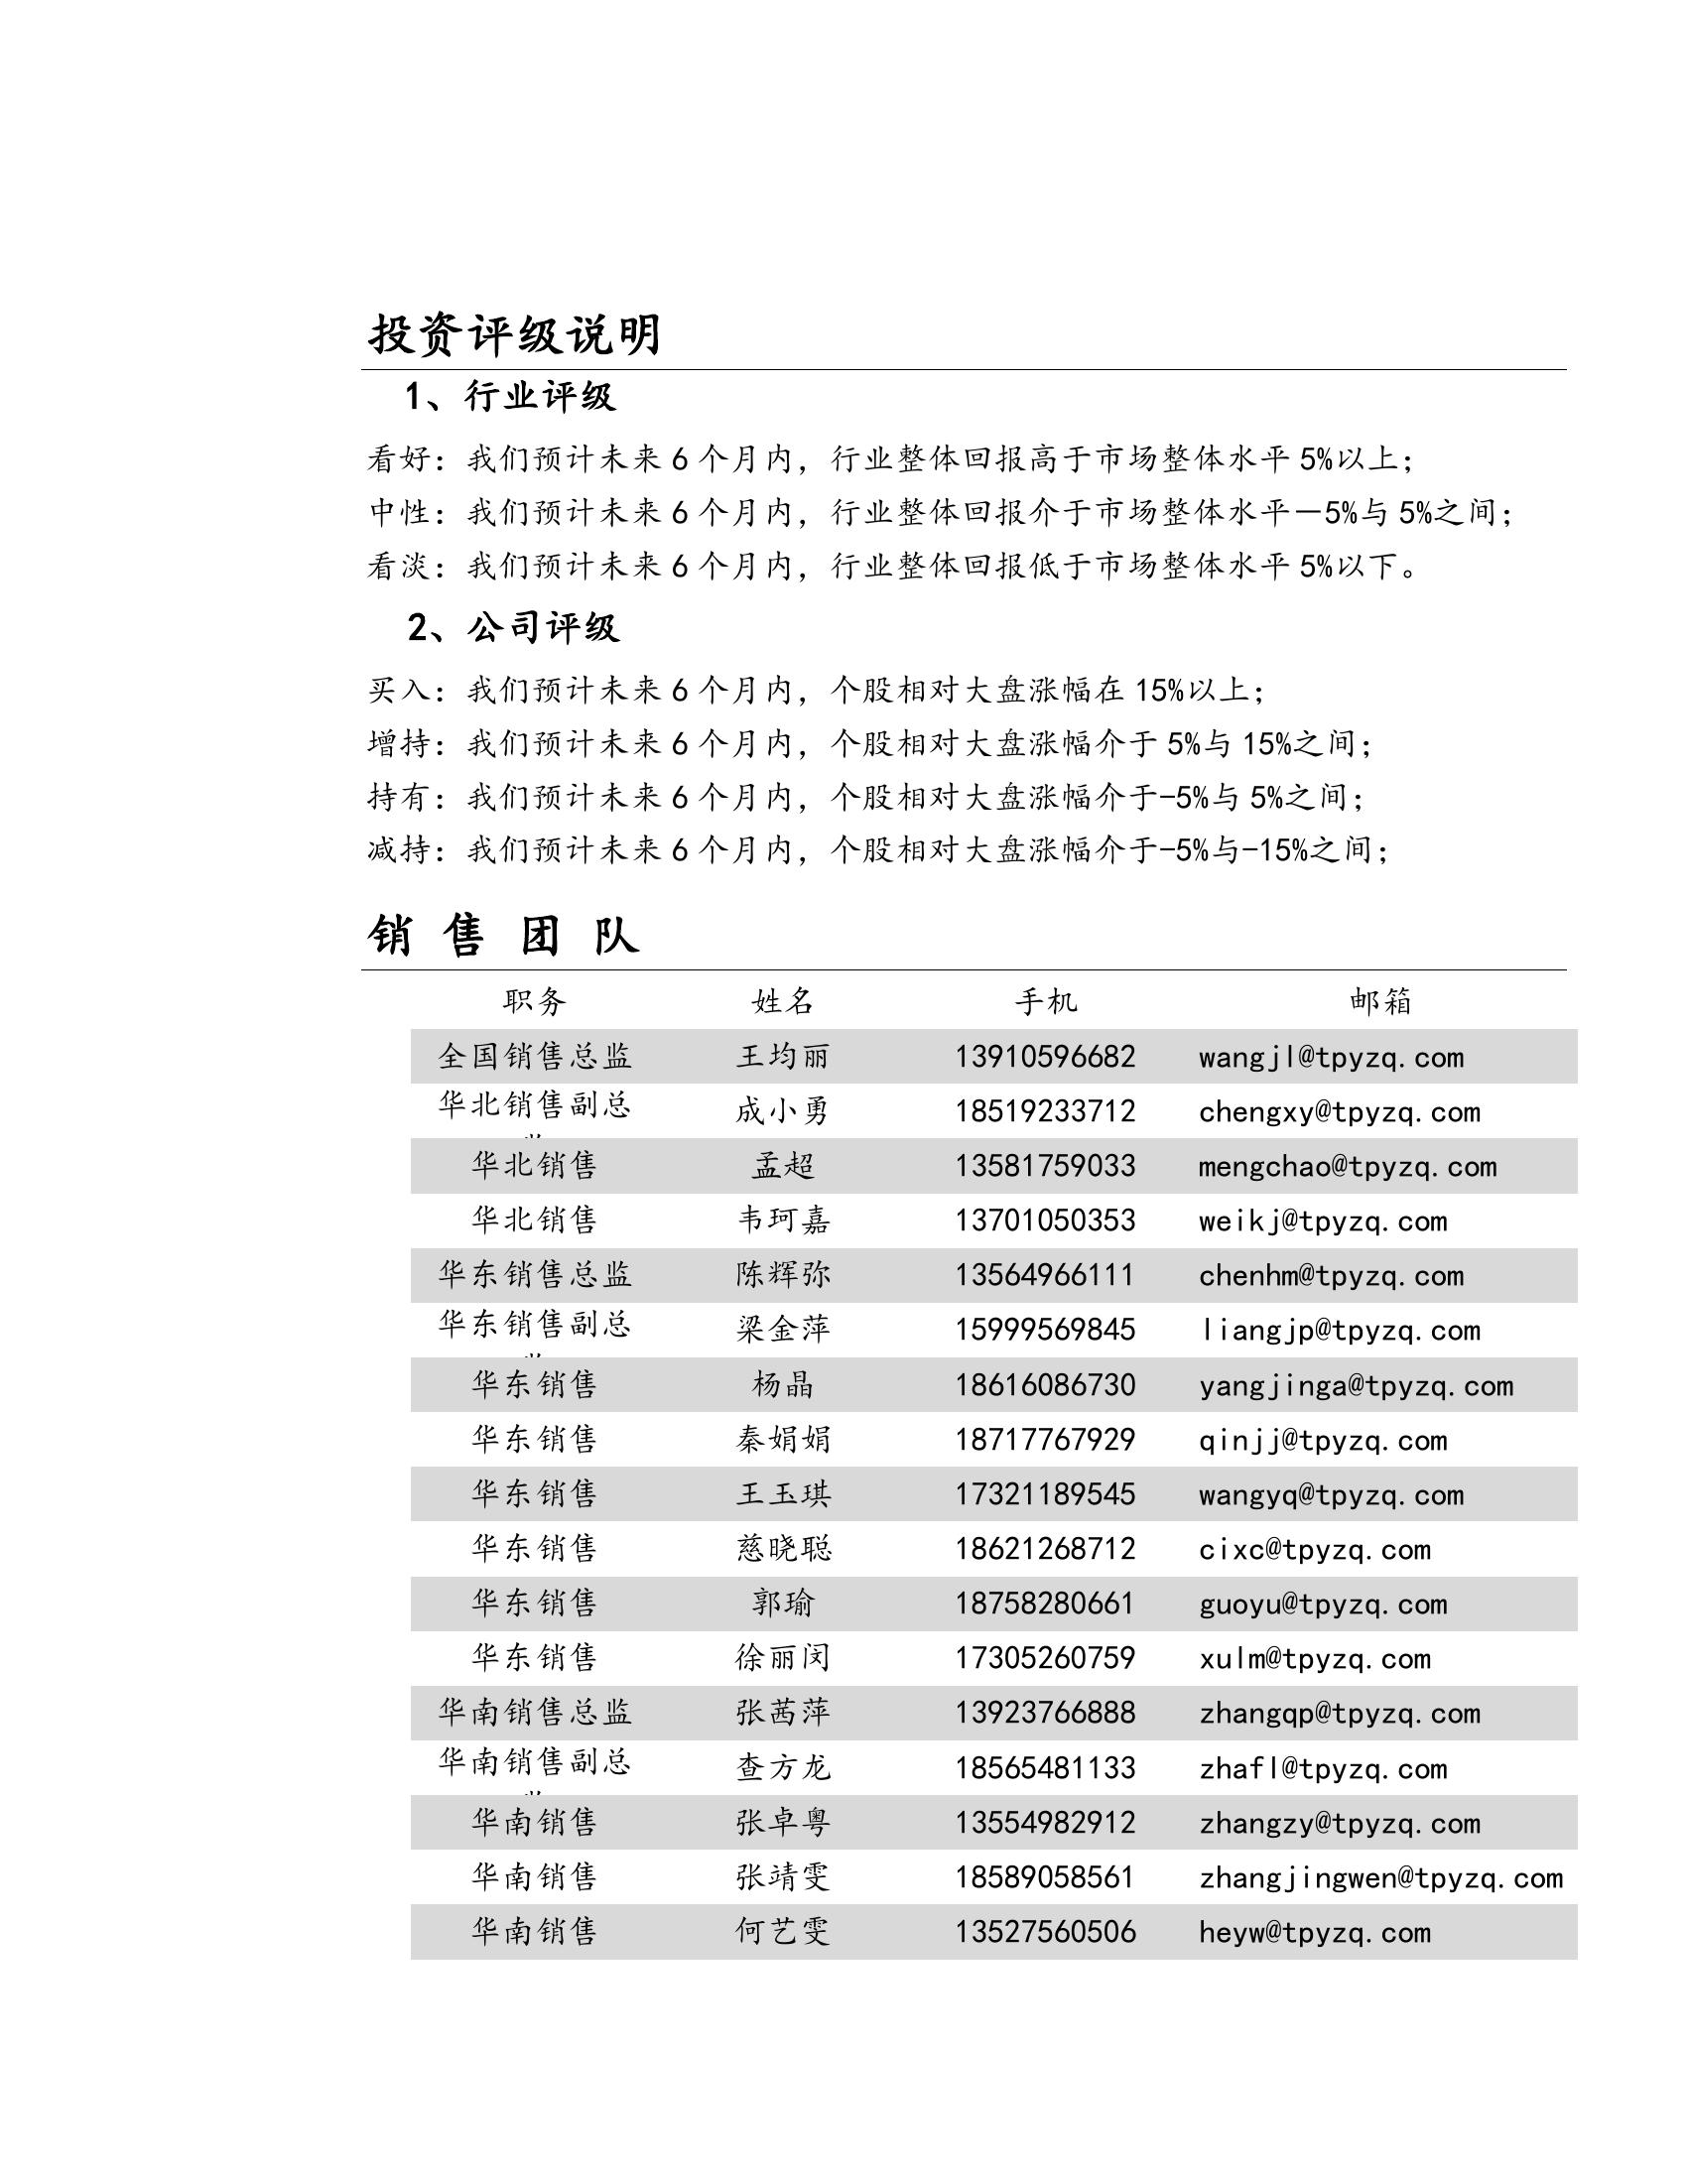 投资评级说明
1、行业评级
看好：我们预计未来 6 个月内，行业整体回报高于市场整体水平 5%以上；
中性：我们预计未来 6 个月内，行业整体回报介于市场整体水平－5%与 5%之间；
看淡：我们预计未来 6 个月内，行业整体回报低于市场整体水平 5%以下。
2、公司评级
买入：我们预计未来 6 个月内，个股相对大盘涨幅在 15%以上；
增持：我们预计未来 6 个月内，个股相对大盘涨幅介于 5%与 15%之间；
持有：我们预计未来 6 个月内，个股相对大盘涨幅介于-5%与 5%之间；
减持：我们预计未来 6 个月内，个股相对大盘涨幅介于-5%与-15%之间；
销 售 团 队
职务 姓名 手机 邮箱
全国销售总监 王均丽 13910596682 wangjl@tpyzq.com
华北销售副总 成小勇 18519233712 chengxy@tpyzq.com
华北销售 孟超 13581759033 mengchao@tpyzq.com
华北销售 韦珂嘉 13701050353 weikj@tpyzq.com
华东销售总监 陈辉弥 13564966111 chenhm@tpyzq.com
华东销售副总 梁金萍 15999569845 liangjp@tpyzq.com
华东销售 杨晶 18616086730 yangjinga@tpyzq.com
华东销售 秦娟娟 18717767929 qinjj@tpyzq.com
华东销售 王玉琪 17321189545 wangyq@tpyzq.com
华东销售 慈晓聪 18621268712 cixc@tpyzq.com
华东销售 郭瑜 18758280661 guoyu@tpyzq.com
华东销售 徐丽闵 17305260759 xulm@tpyzq.com
华南销售总监 张茜萍 13923766888 zhangqp@tpyzq.com
华南销售副总 查方龙 18565481133 zhafl@tpyzq.com
华南销售 张卓粤 13554982912 zhangzy@tpyzq.com
华南销售 张靖雯 18589058561 zhangjingwen@tpyzq.com
华南销售 何艺雯 13527560506 heyw@tpyzq.com